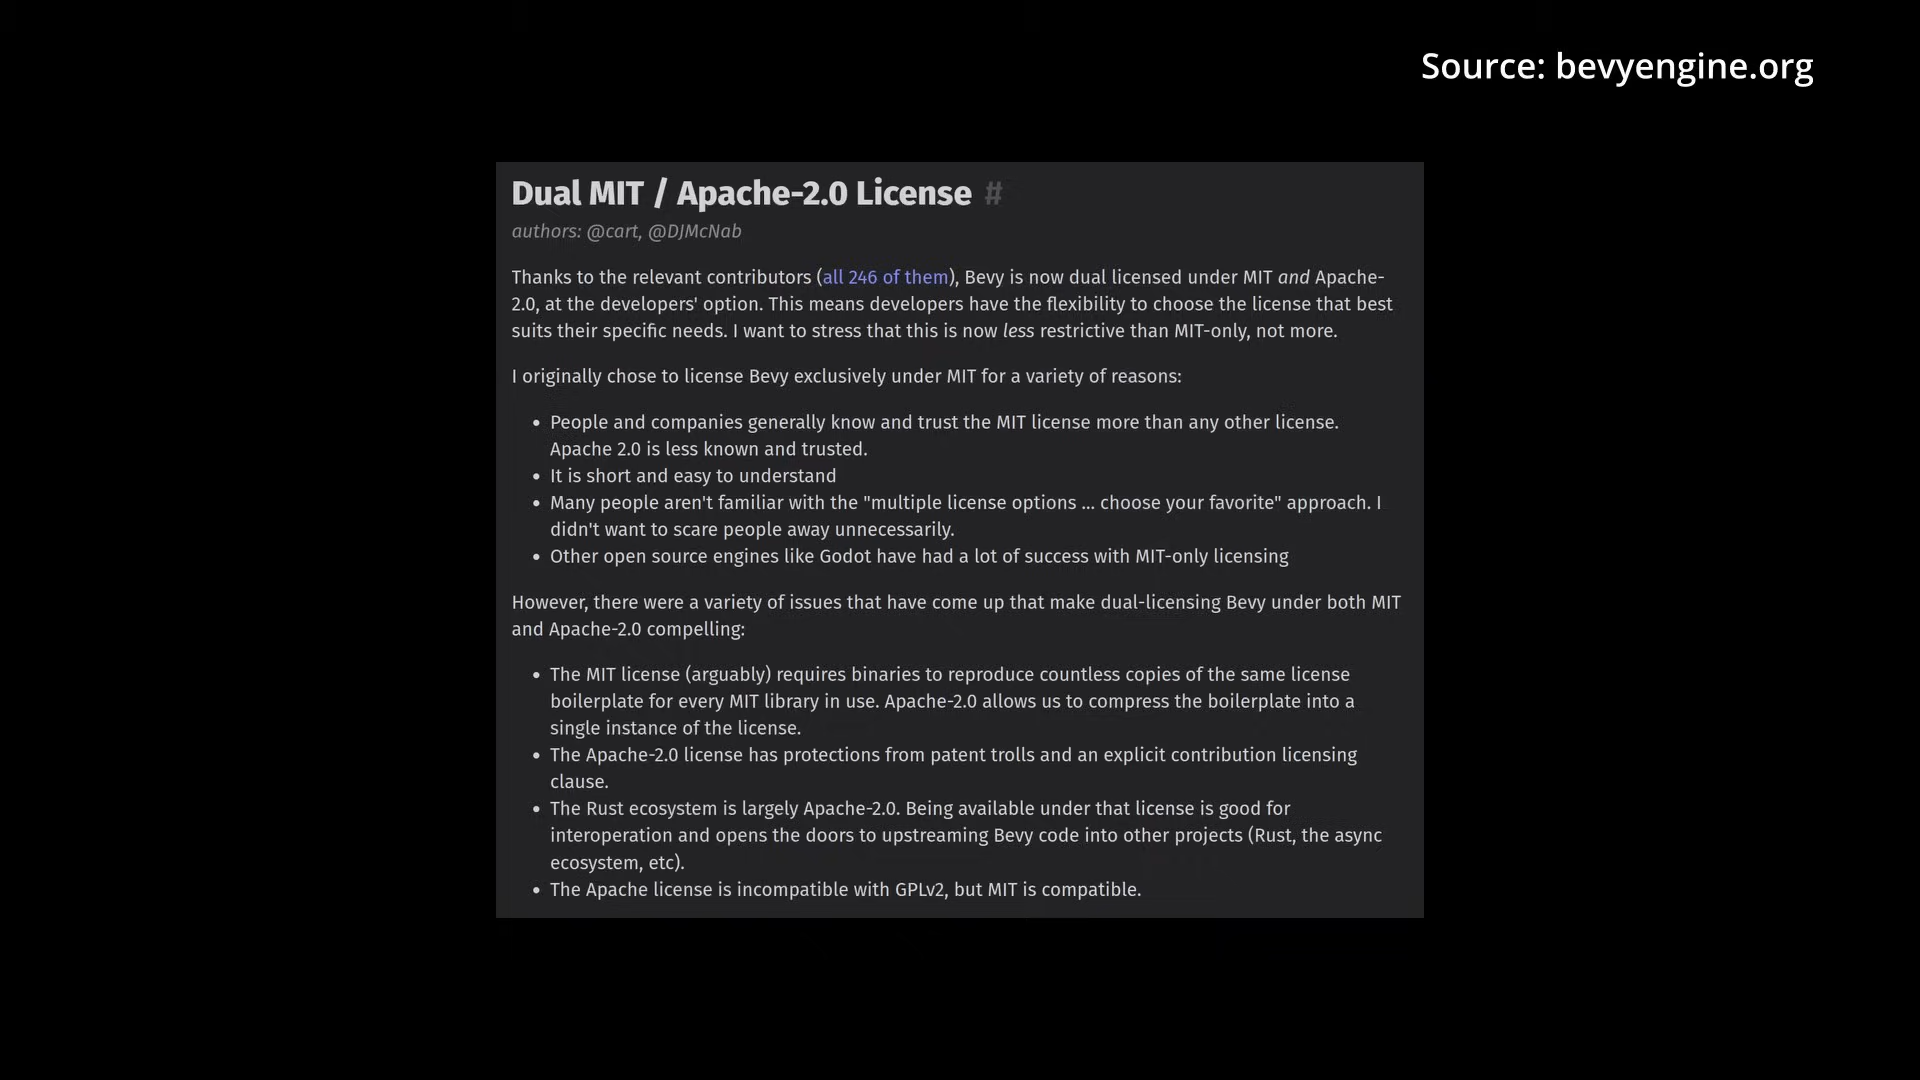 Source: bevyengine.org
Dual MIT / Apache-2.0 License #
authors: @cart, @DJMcNab
Thanks to the relevant contributors (all 246 of them), Bevy is now dual licensed under MIT and Apache-
2.0, at the developers' option. This means developers have the flexibility to choose the license that best
suits their specific needs. I want to stress that this is now less restrictive than MIT-only, not more.
I originally chose to license Bevy exclusively under MIT for a variety of reasons:
• People and companies generally know and trust the MIT license more than any other license.
Apache 2.0 is less known and trusted.
• It is short and easy to understand
• Many people aren't familiar with the "multiple license options ... choose your favorite" approach. I
didn't want to scare people away unnecessarily.
• Other open source engines like Godot have had a lot of success with MIT-only licensing
However, there were a variety of issues that have come up that make dual-licensing Bevy under both MIT
and Apache-2.0 compelling:
• The MIT license (arguably) requires binaries to reproduce countless copies of the same license
boilerplate for every MIT library in use. Apache-2.0 allows us to compress the boilerplate into a
single instance of the license.
• The Apache-2.0 license has protections from patent trolls and an explicit contribution licensing
clause.
• The Rust ecosystem is largely Apache-2.0. Being available under that license is good for
interoperation and opens the doors to upstreaming Bevy code into other projects (Rust, the async
ecosystem, etc).
• The Apache license is incompatible with GPLv2, but MIT is compatible.